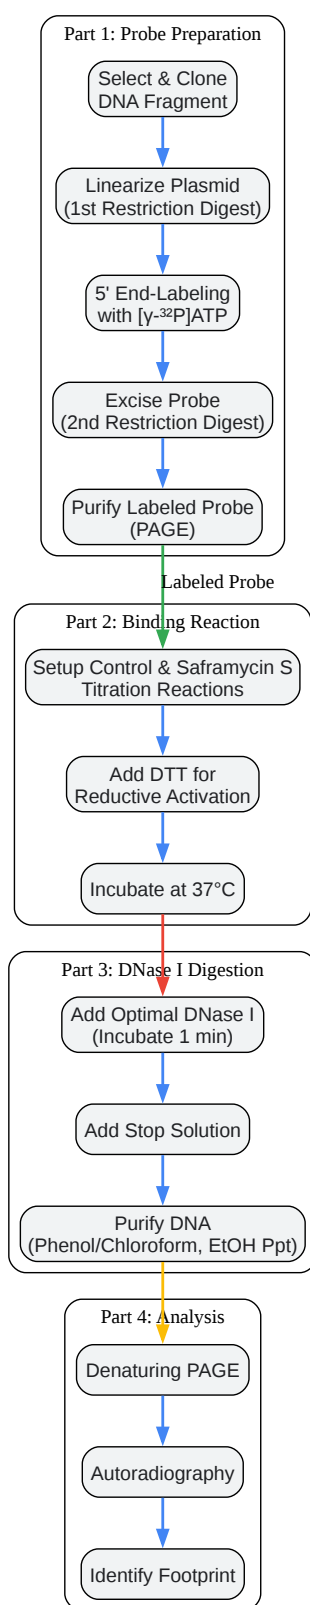 Part 1: Probe Preparation
Select & Clone
DNA Fragment
Linearize Plasmid
(1st Restriction Digest)
5' End-Labeling
with [γ-³²P]ATP
Excise Probe
(2nd Restriction Digest)
Purify Labeled Probe
(PAGE)
Labeled Probe
Part 2: Binding Reaction
Setup Control & Saframycin S
Titration Reactions
Add DTT for
Reductive Activation
Incubate at 37°C
Part 3: DNase I Digestion
Add Optimal DNase I
(Incubate 1 min)
Add Stop Solution
Purify DNA
(Phenol/Chloroform, EtOH Ppt)
Part 4: Analysis
Denaturing PAGE
Autoradiography
Identify Footprint